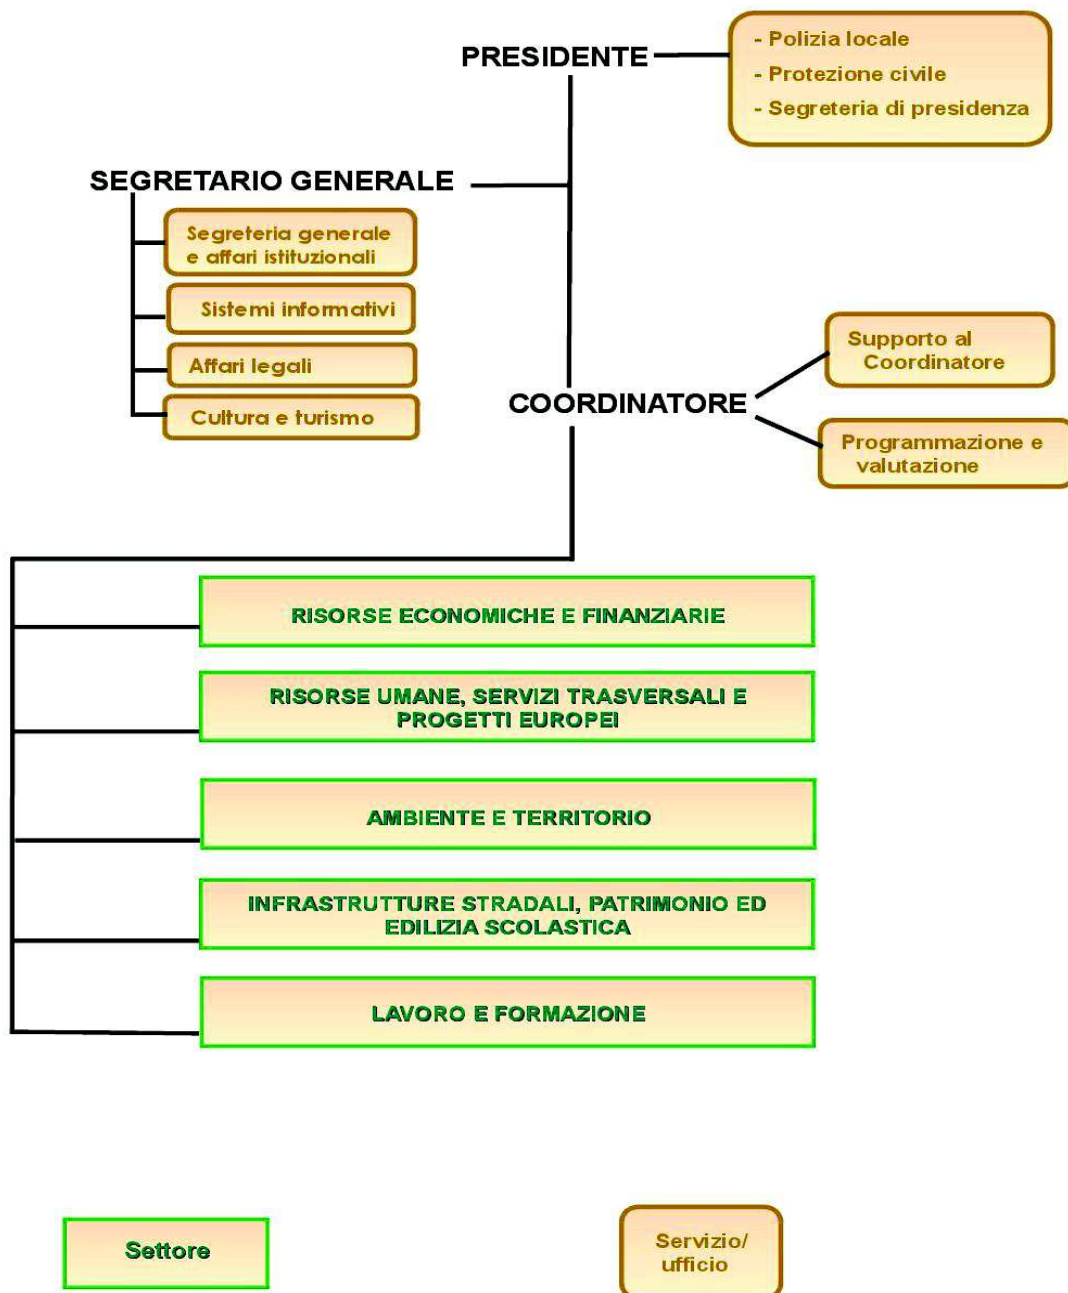 PRESIDENTE
- Polizia locale
- Protezione civile
- Segreteria di presidenza
SEGRETARIO GENERALE
Segreteria generale
e affari istituzionali
Sistemi informativi
Affari legali
Cultura e turismo
COORDINATORE
Supporto al
Coordinatore
Programmazione e
valutazione
RISORSE ECONOMICHE E FINANZIARIE
RISORSE UMANE, SERVIZI TRASVERSALI E
PROGETTI EUROPEI
AMBIENTE E TERRITORIO
INFRASTRUTTURE STRADALI, PATRIMONIO ED
EDILIZIA SCOLASTICA
LAVORO E FORMAZIONE
Settore
Servizio/
ufficio